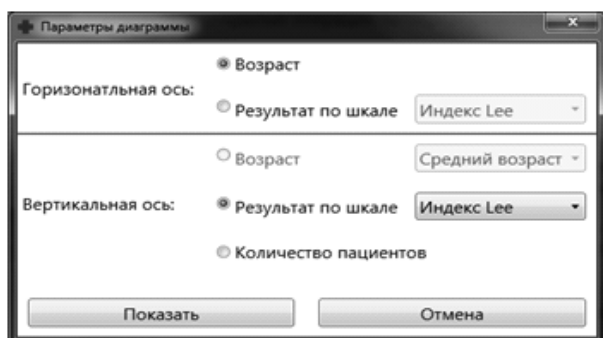 Параметры диаграммы
Возраст
Горизонатльная ось:
Результат по шкале Индекс Lee
Возраст Средний возраст
Вертикальная ось: Результат по шкале Индекс Lee
Количество пациентов
Показать Отмена